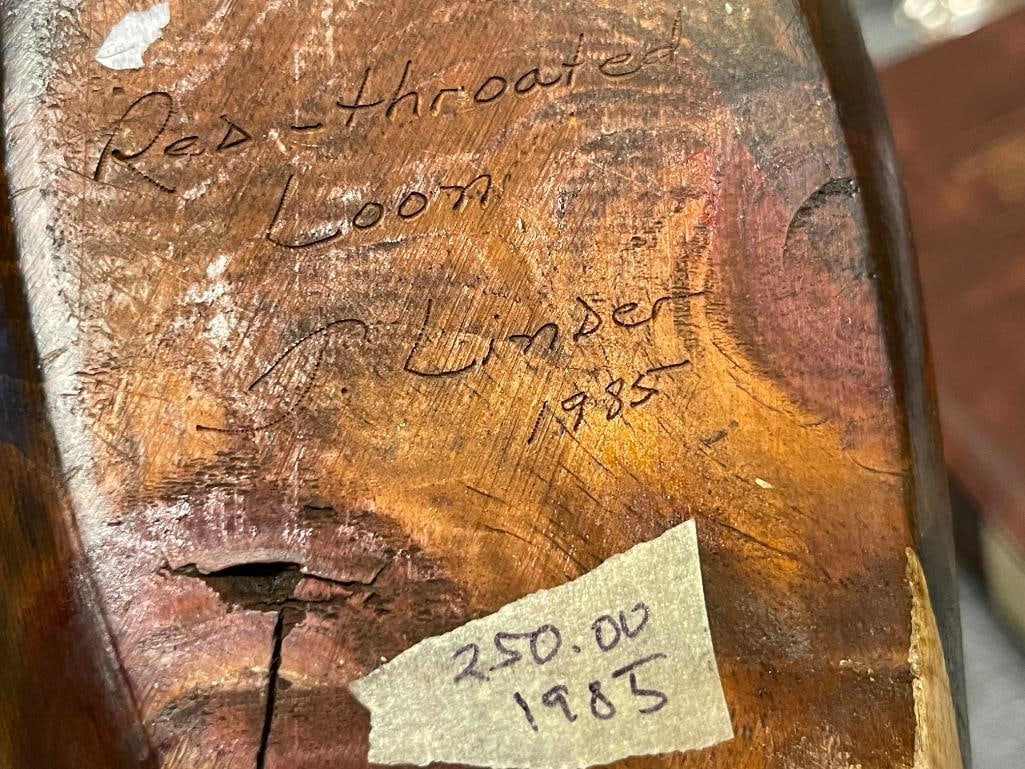 Red-throated
Loon
J Linder
1985
250.00
1985